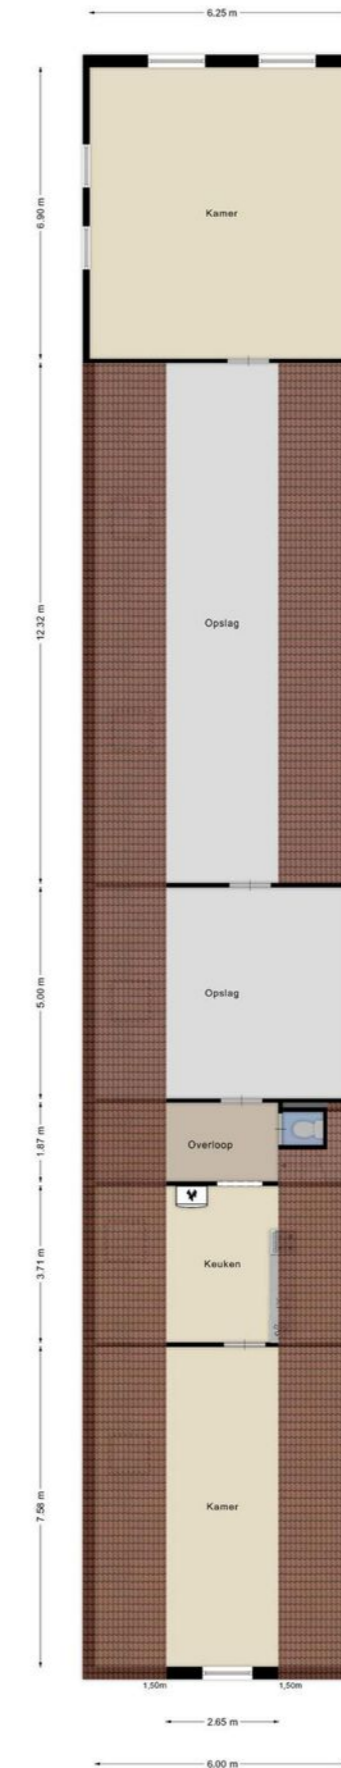 6.25 m
6.90 m
Kamer
12.32 m
Opslag
5.00 m
Opslag
1.87 m
Overloop
3.71 m
Keuken
7.56 m
Kamer
1,50m
1,50m
2.65 m
6.00 m